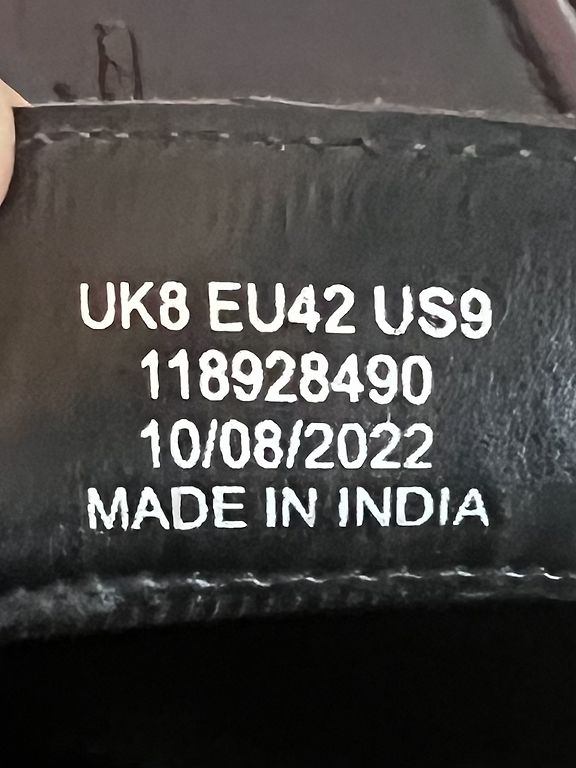 UK8 EU42 US9
118928490
10/08/2022
MADE IN INDIA